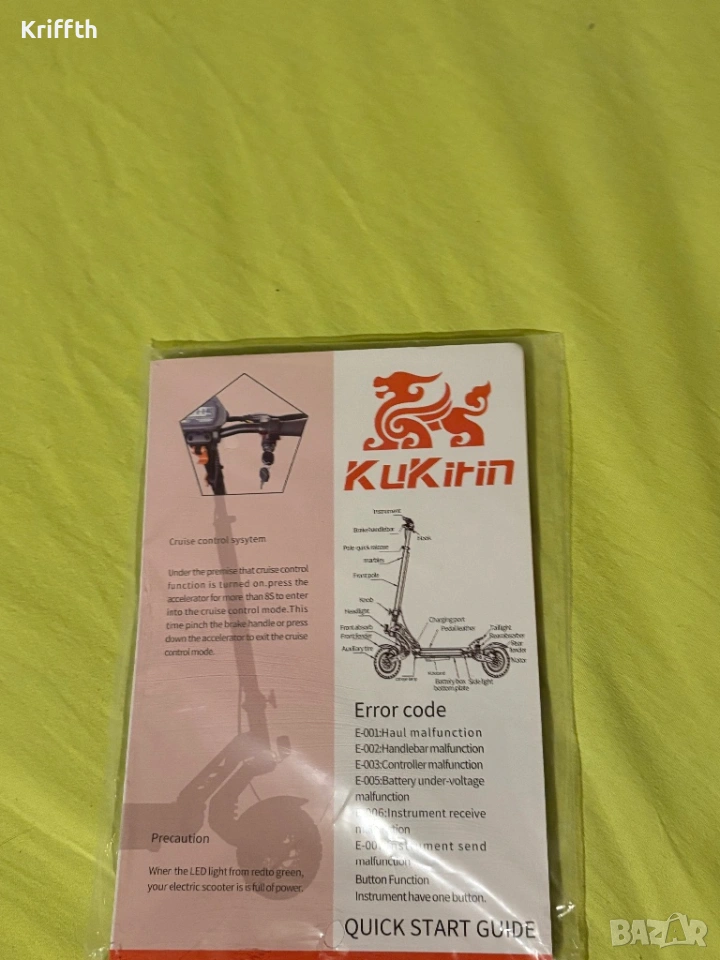 Kriffth
KuKirin
Cruise control sysytem
Under the premise that cruise control
function is turned on.press the
accelerator for more than 8S to enter
into the cruise control mode.This
time pinch the brake handle or press
down the accelerator to exit the cruise
control mode.
Precaution
Wher the LED light from redto green,
your electric scooter is is full of power.
Instrument
Brake handlebar
Hook
Pole quick release
marbles
Front pole
Knob
Headlight
Charging port
Front absorb
Pedal leather
Taillight
Front fender
Rear absorber
Auxiliary tire
Rear
fender
Motor
Battery box
Side light
bottom plate
Error code
E-001:Haul malfunction
E-002:Handlebar malfunction
E-003:Controller malfunction
E-005:Battery under-voltage
malfunction
Instrument receive
send
malfunction
Button Function
Instrument have one button.
QUICK START GUIDE
BAZAR